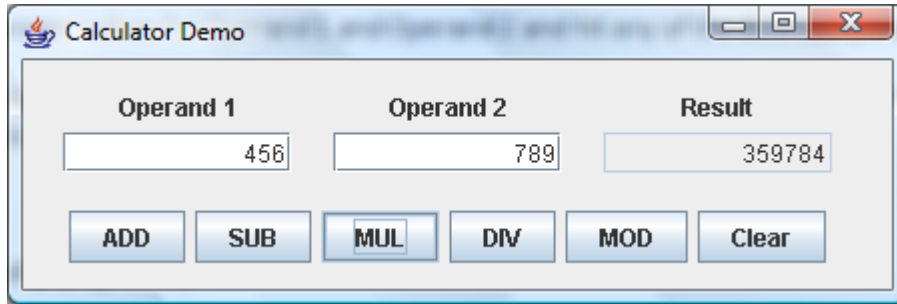 Calculator Demo
Operand 1 Operand 2 Result
456 789 359784
ADD SUB MUL DIV MOD Clear